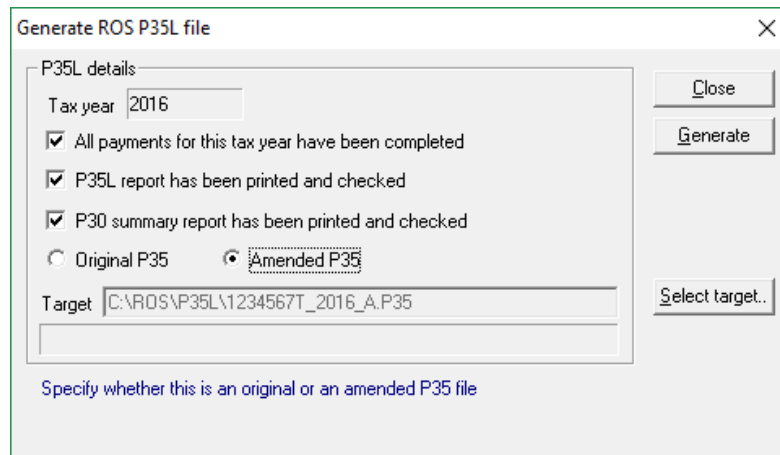 Generate ROS P35L file
P35L details
Tax year 2016
Close
All payments for this tax year have been completed
Generate
P35L report has been printed and checked
P30 summary report has been printed and checked
Original P35 Amended P35
Target C:\ROS\P35L\1234567T_2016_A.P35
Select target..
Specify whether this is an original or an amended P35 file